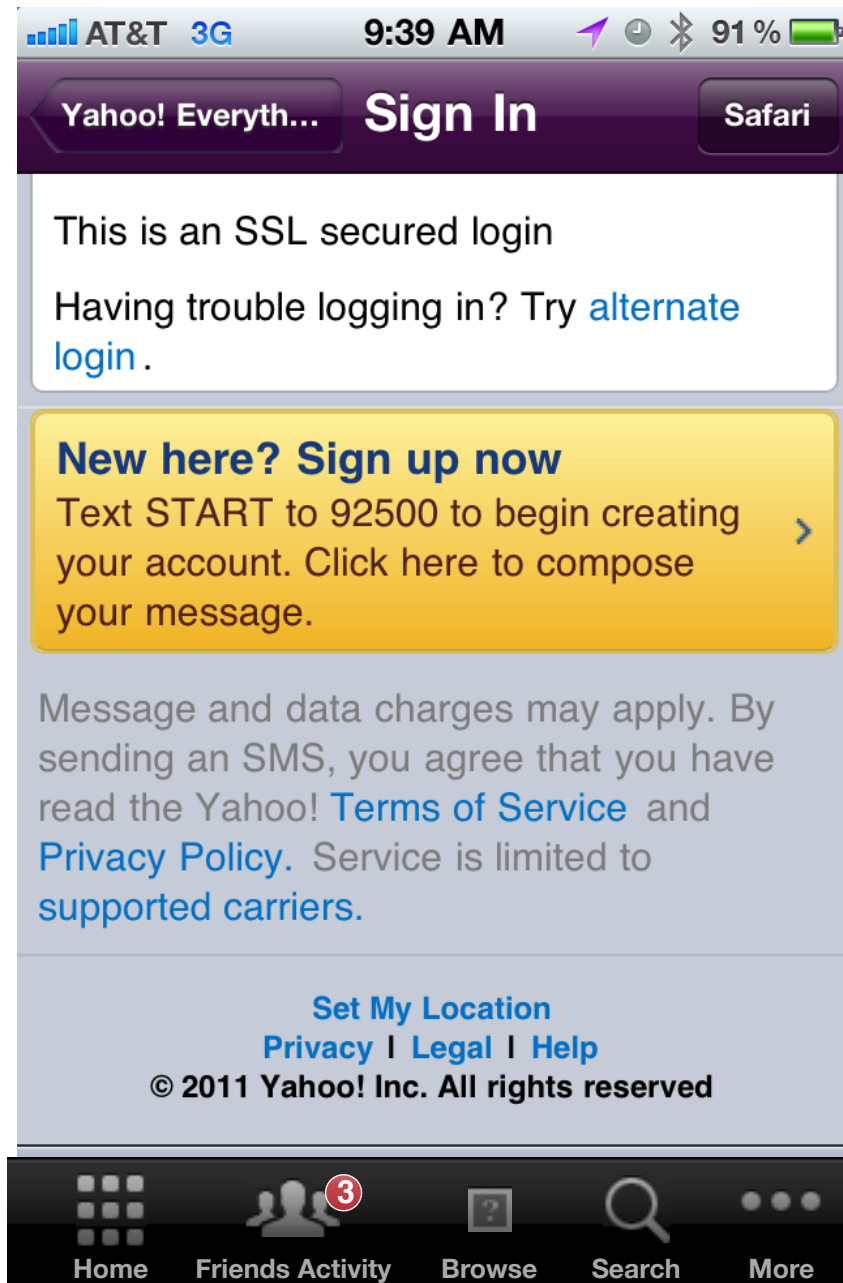 AT&T 3G 9:39 AM 91 %
Yahoo! Everyth... Sign In Safari
This is an SSL secured login
Having trouble logging in? Try alternate
login .
New here? Sign up now
Text START to 92500 to begin creating
your account. Click here to compose
your message.
Message and data charges may apply. By
sending an SMS, you agree that you have
read the Yahoo! Terms of Service and
Privacy Policy. Service is limited to
supported carriers.
Set My Location
Privacy | Legal | Help
© 2011 Yahoo! Inc. All rights reserved
3
?
Home Friends Activity Browse Search More